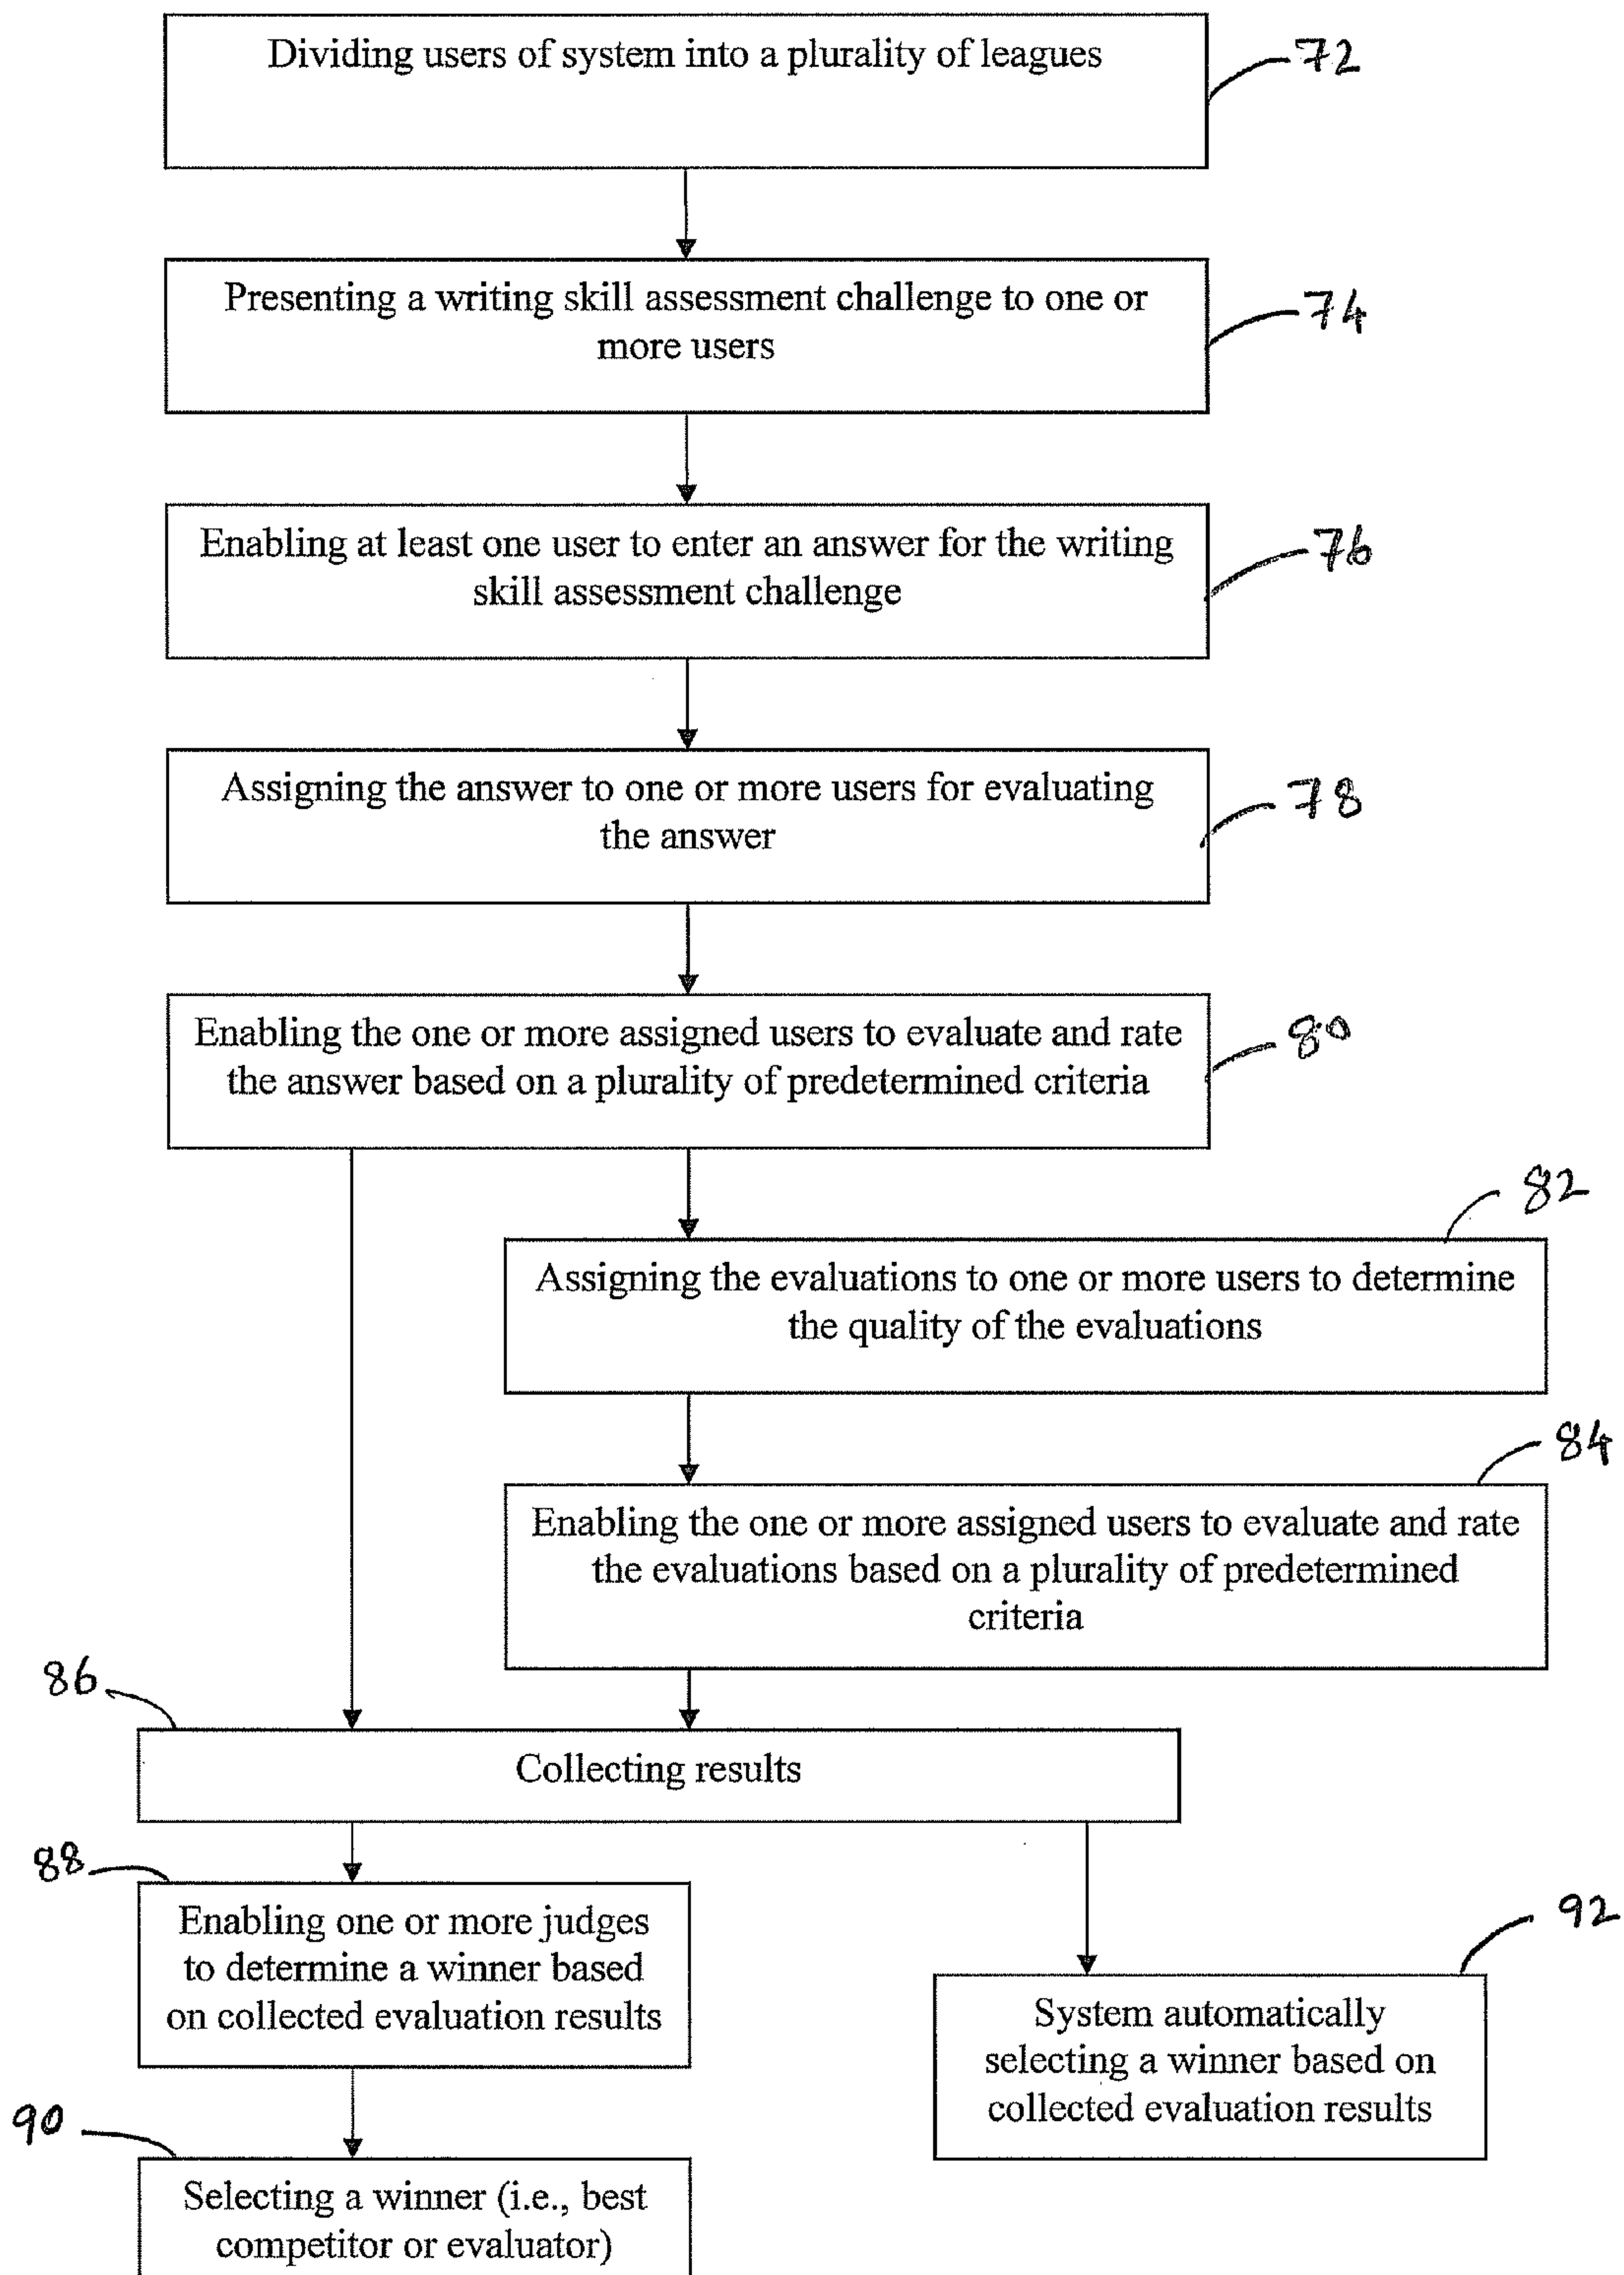 Dividing users of system into a plurality of leagues
72
Presenting a writing skill assessment challenge to one or
more users
74
Enabling at least one user to enter an answer for the writing
skill assessment challenge
76
Assigning the answer to one or more users for evaluating
the answer
78
Enabling the one or more assigned users to evaluate and rate
the answer based on a plurality of predetermined criteria
80
82
Assigning the evaluations to one or more users to determine
the quality of the evaluations
84
Enabling the one or more assigned users to evaluate and rate
the evaluations based on a plurality of predetermined
criteria
86
Collecting results
88
Enabling one or more judges
to determine a winner based
on collected evaluation results
92
System automatically
selecting a winner based on
collected evaluation results
90
Selecting a winner (i.e., best
competitor or evaluator)